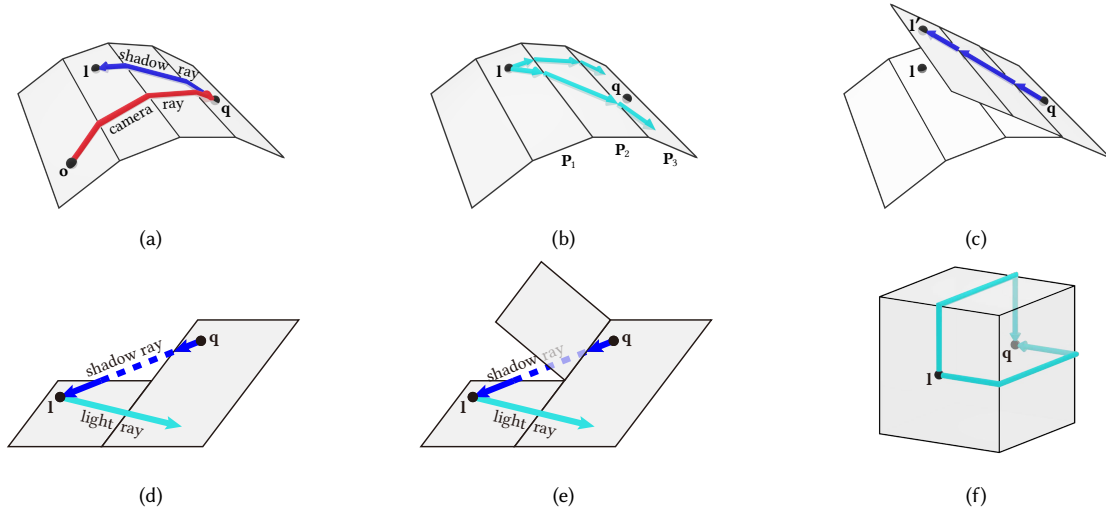 l
shadow ray
q
camera ray
o
(a)
l
q
P1
P2
P3
(b)
l′
l
q
(c)
q
shadow ray
l
light ray
(d)
q
shadow ray
l
light ray
(e)
q
l
(f)